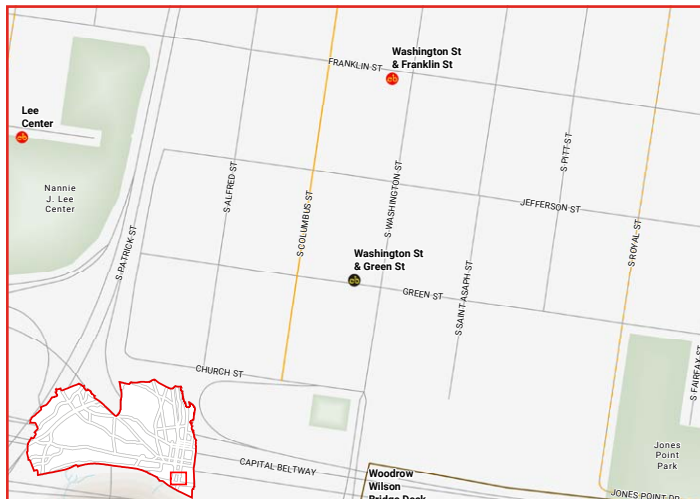 Washington St
& Franklin St
FRANKLIN ST
Lee
Center
S PITT ST
S ALFRED ST
S WASHINGTON ST
Nannie
J. Lee
Center
JEFFERSON ST
S COLUMBUS ST
S ROYAL ST
S PATRICK ST
Washington St
& Green St
S SAINT ASAPH ST
GREEN ST
CHURCH ST
S FAIRFAX ST
Jones
Point
Park
CAPITAL BELTWAY
Woodrow
Wilson
Bridge Deck
JONES POINT DR